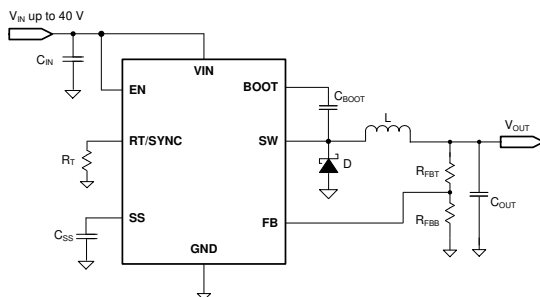 V_IN up to 40 V
C_IN
VIN
EN
BOOT
C_BOOT
L
V_OUT
RT/SYNC
SW
R_T
D
R_FBT
C_OUT
SS
FB
R_FBB
C_SS
GND